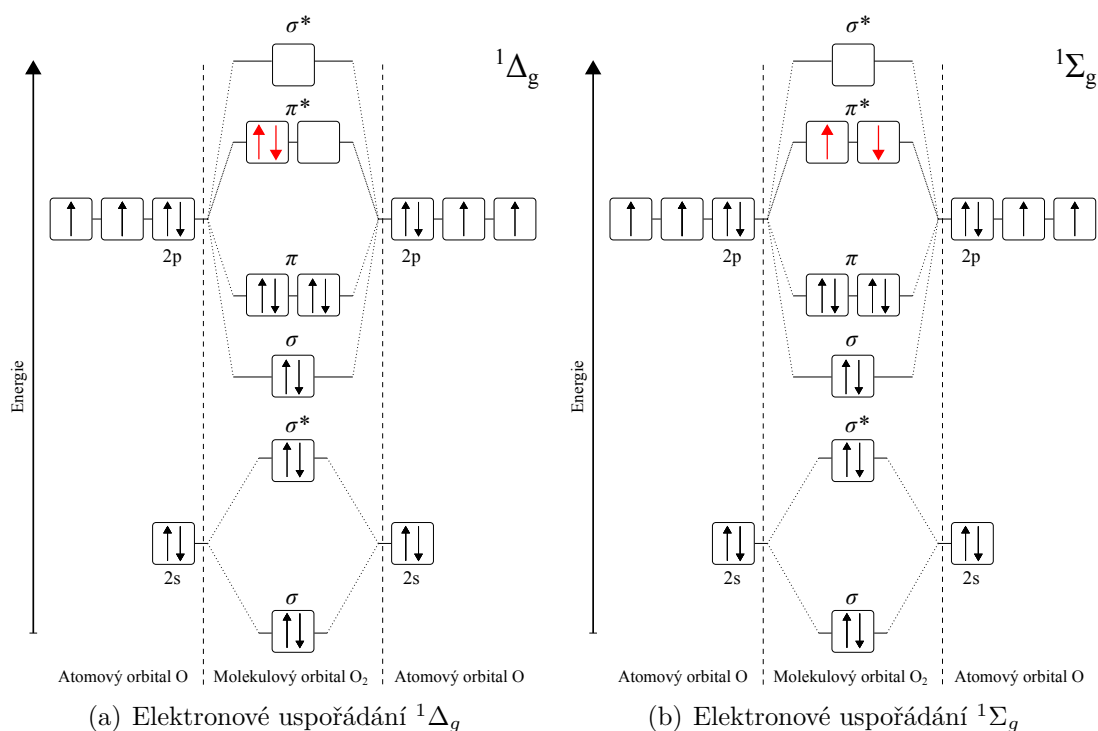 σ*
¹Δg
π*
2p
2p
π
σ
Energie
σ*
2s
2s
σ
Atomový orbital O
Molekulový orbital O₂
Atomový orbital O
(a) Elektronové uspořádání ¹Δg
σ*
¹Σg
π*
2p
2p
π
σ
Energie
σ*
2s
2s
σ
Atomový orbital O
Molekulový orbital O₂
Atomový orbital O
(b) Elektronové uspořádání ¹Σg